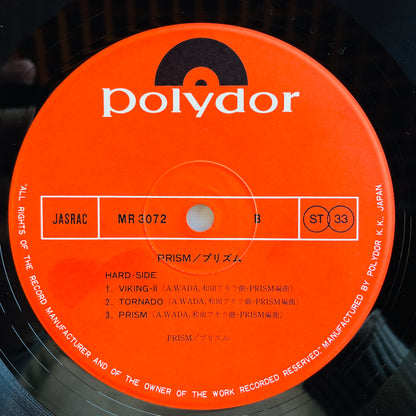 polydor
JASRAC
MR 3072
B
ST 33
PRISM/プリズム
HARD-SIDE
1. VIKING-II (A.WADA, 和田アキラ曲・PRISM編曲)
2. TORNADO (A.WADA, 和田アキラ曲・PRISM編曲)
3. PRISM (A.WADA, 和田アキラ曲・PRISM編曲)
PRISM/プリズム
"ALL RIGHTS OF THE RECORD MANUFACTURER AND OF THE OWNER OF THE WORK RECORDED RESERVED." MANUFACTURED BY POLYDOR K.K., JAPAN.